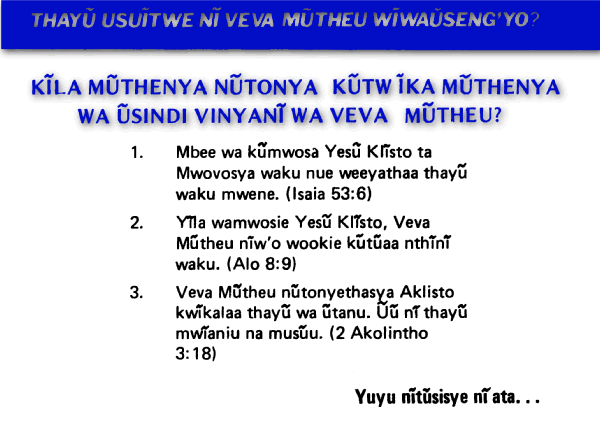 THAYŨ USUĨTWE NĨ VEVA MŨTHEU WĨWAŨSENG'YO?
KĨLA MŨTHENYA NŨTONYA KŨTWĨKA MŨTHENYA
WA ŨSINDI VINYANĨ WA VEVA MŨTHEU?
1. Mbee wa kũmwosa Yesũ Klĩsto ta
Mwovosya waku nue weeyathaa thayũ
waku mwene. (Isaia 53:6)
2. Yĩla wamwosie Yesũ Klĩsto, Veva
Mũtheu nĩw'o wookie kũtũaa nthĩnĩ
waku. (Alo 8:9)
3. Veva Mũtheu nũtonyethasya Aklisto
kwĩkalaa thayũ wa ũtanu. Ũũ nĩ thayũ
mwĩaniu na musũu. (2 Akolintho
3:18)
Yuyu nĩtũsisye nĩ ata...